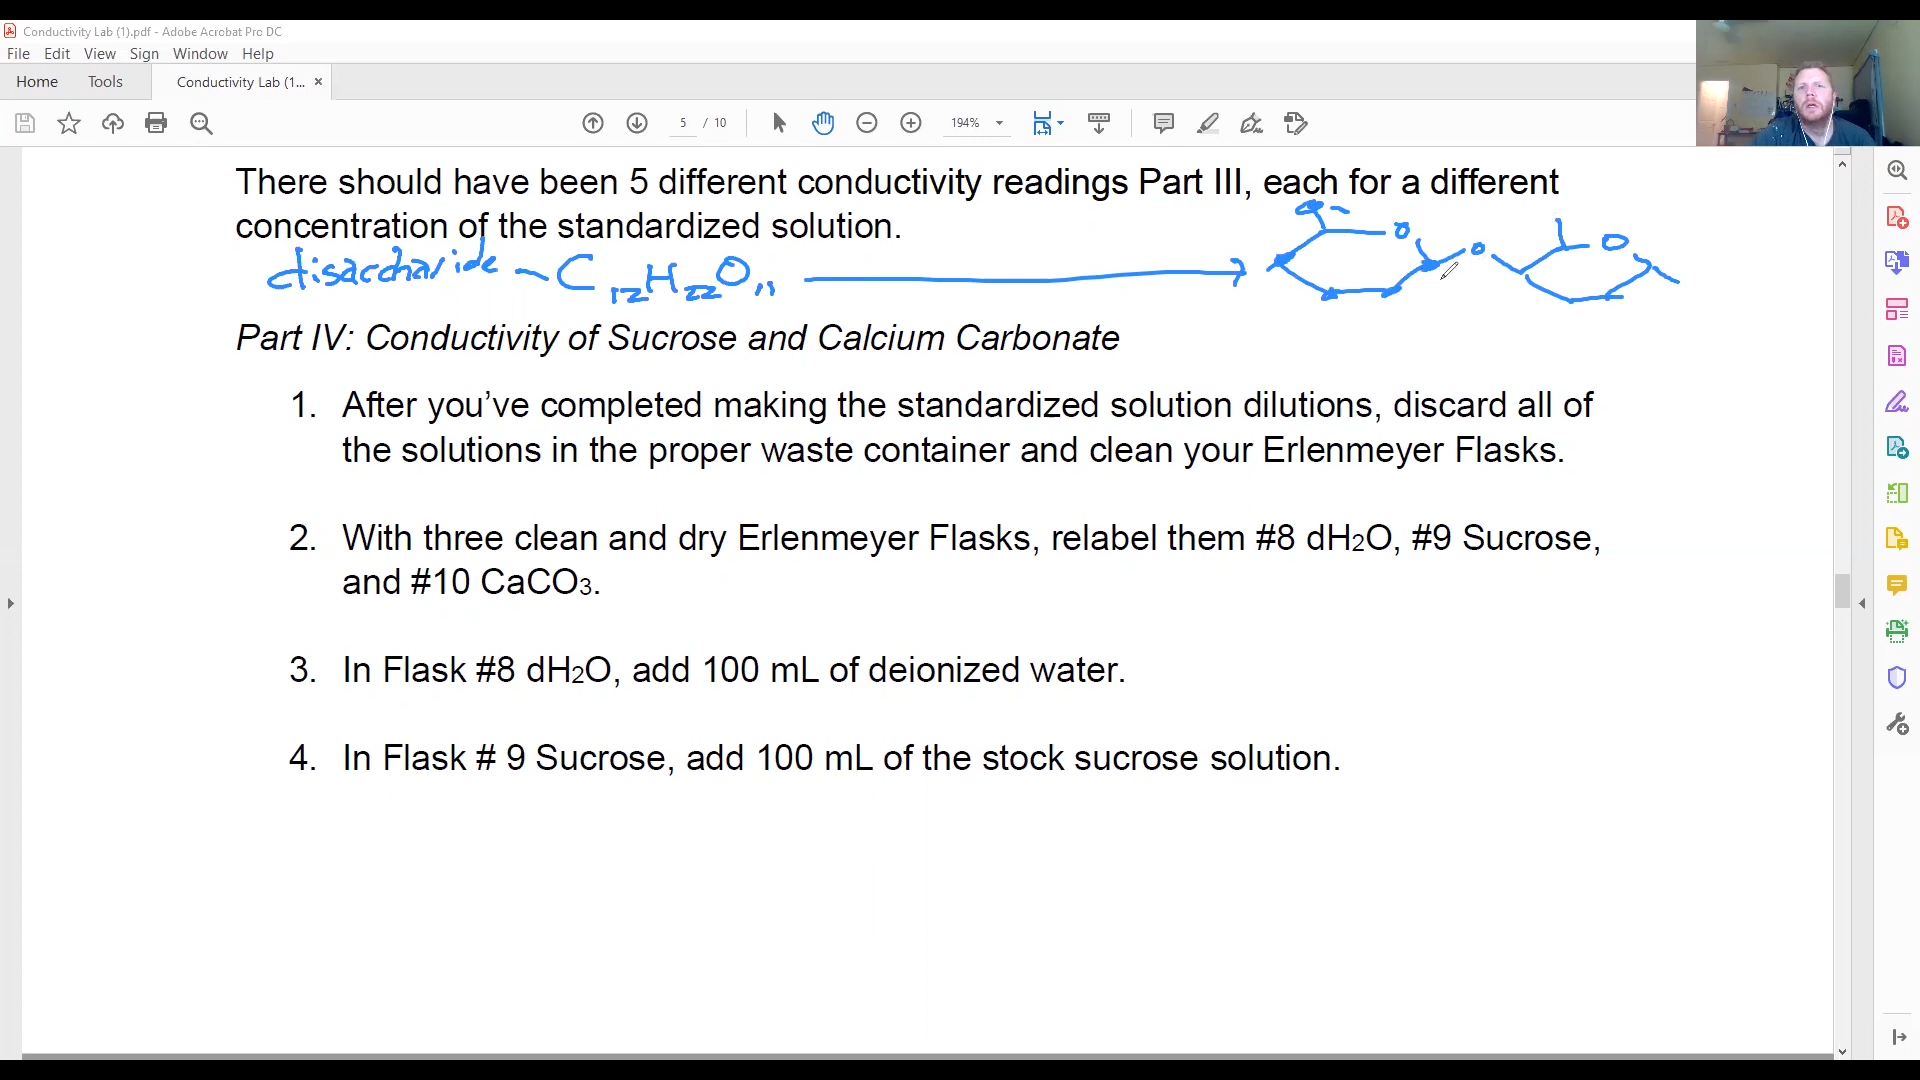 Conductivity Lab (1).pdf - Adobe Acrobat Pro DC
File Edit View Sign Window Help
Home Tools Conductivity Lab (1... ×
5 / 10 194%
There should have been 5 different conductivity readings Part III, each for a different
concentration of the standardized solution.
disaccharide ~ C12H22O11
O O O
Part IV: Conductivity of Sucrose and Calcium Carbonate
1. After you’ve completed making the standardized solution dilutions, discard all of
the solutions in the proper waste container and clean your Erlenmeyer Flasks.
2. With three clean and dry Erlenmeyer Flasks, relabel them #8 dH2O, #9 Sucrose,
and #10 CaCO3.
3. In Flask #8 dH2O, add 100 mL of deionized water.
4. In Flask # 9 Sucrose, add 100 mL of the stock sucrose solution.